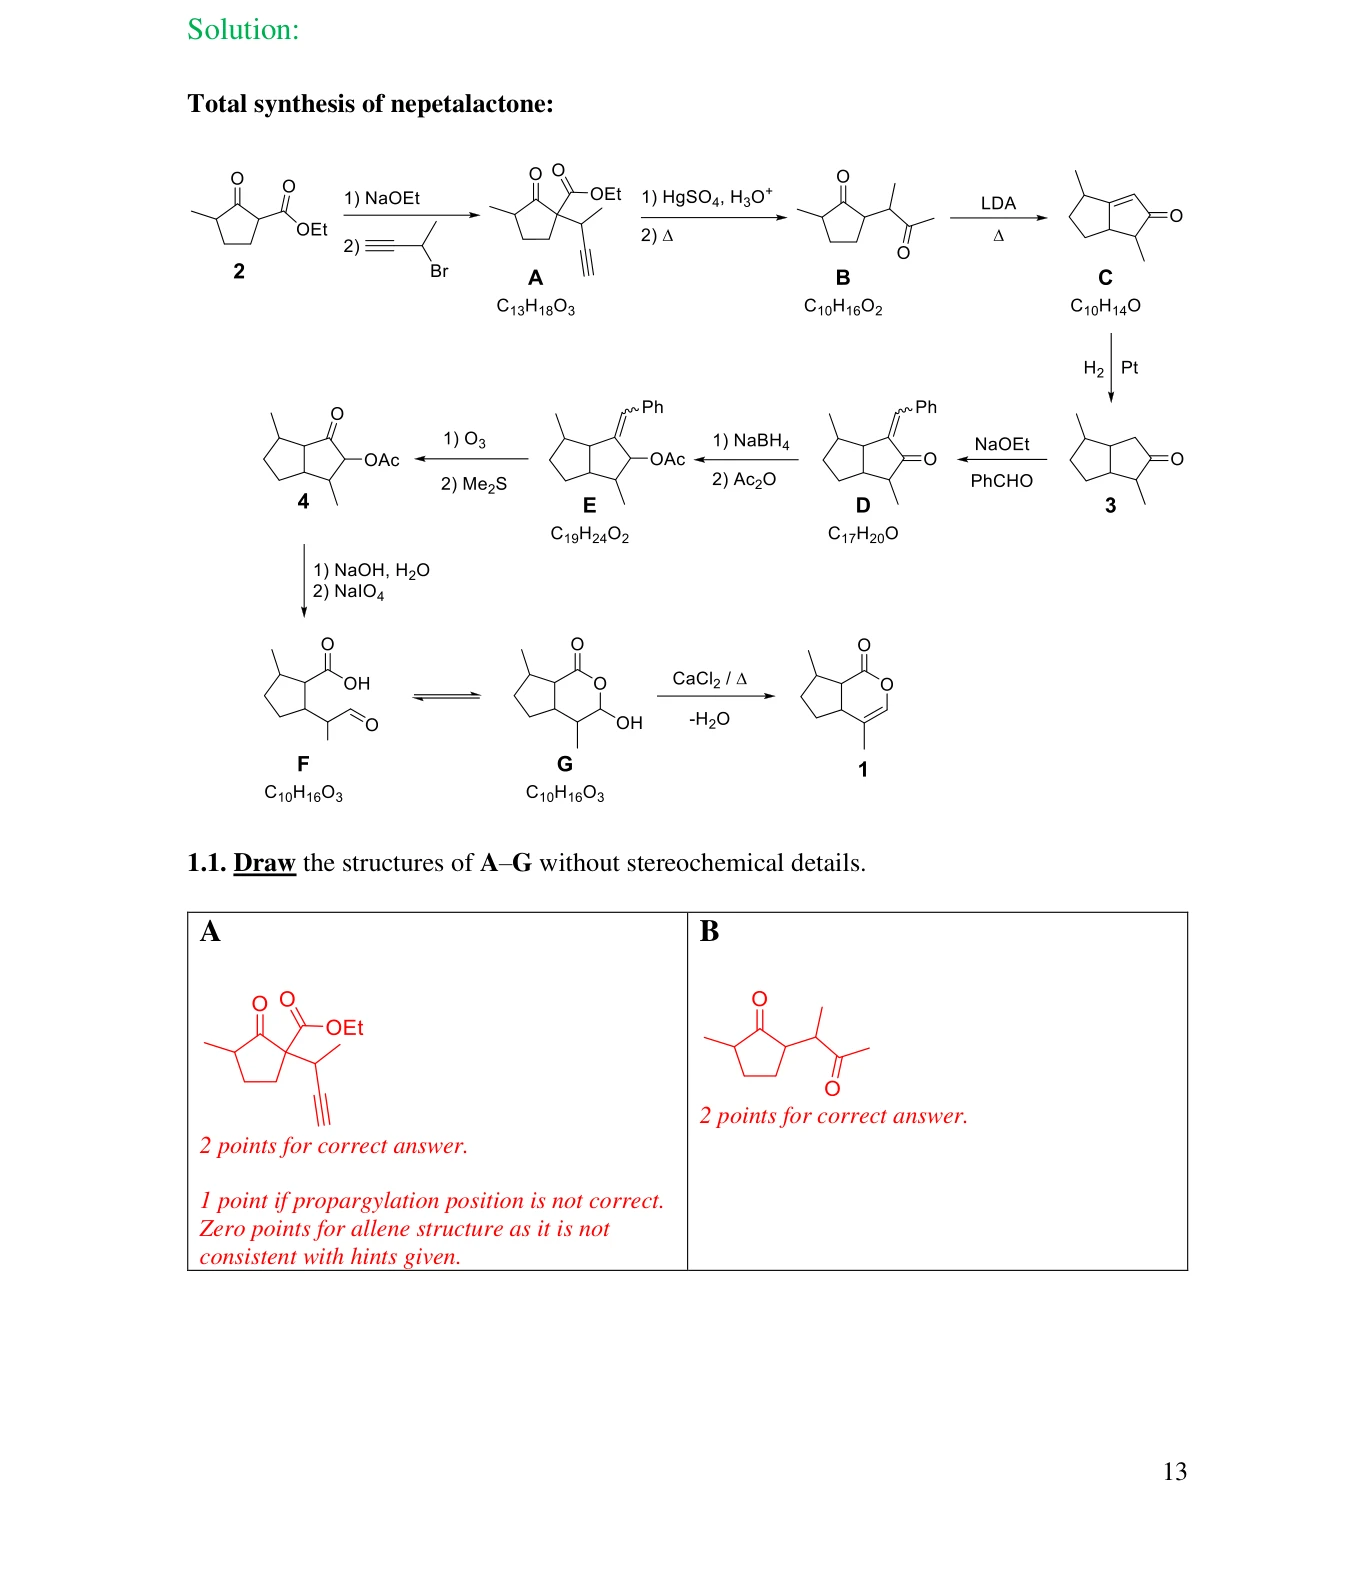 Solution:
Total synthesis of nepetalactone:
O
O
OEt
2
1) NaOEt
2)
Br
O O
OEt
A
C₁₃H₁₈O₃
1) HgSO₄, H₃O⁺
2) Δ
O
O
B
C₁₀H₁₆O₂
LDA
Δ
O
C
C₁₀H₁₄O
H₂ Pt
O
3
NaOEt
PhCHO
Ph
O
D
C₁₇H₂₀O
1) NaBH₄
2) Ac₂O
Ph
OAc
E
C₁₉H₂₄O₂
1) O₃
2) Me₂S
O
OAc
4
1) NaOH, H₂O
2) NaIO₄
O
OH
O
F
C₁₀H₁₆O₃
O
O
OH
G
C₁₀H₁₆O₃
CaCl₂ / Δ
-H₂O
O
O
1
1.1. Draw the structures of A–G without stereochemical details.
A
O O
OEt
2 points for correct answer.
1 point if propargylation position is not correct.
Zero points for allene structure as it is not
consistent with hints given.
B
O
O
2 points for correct answer.
13